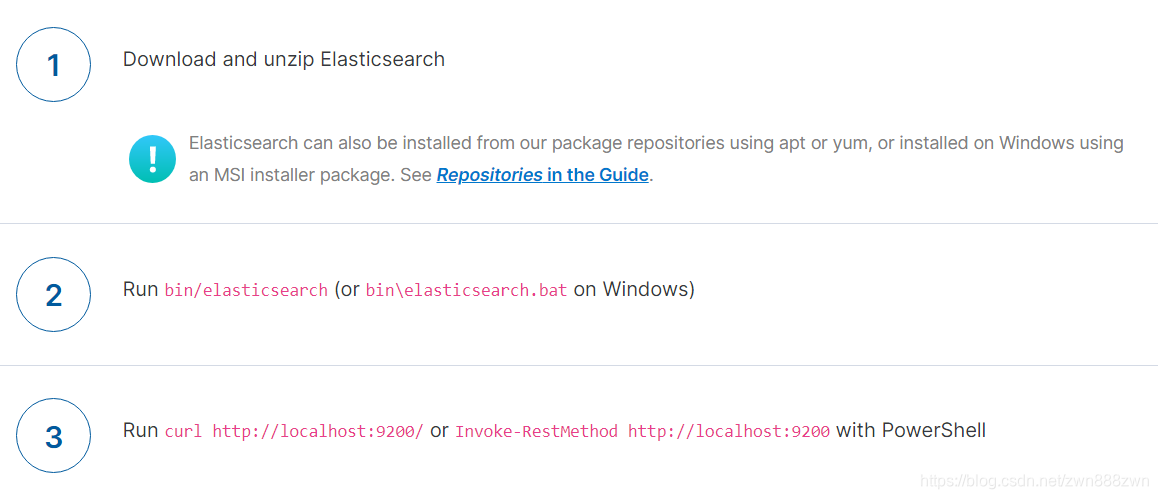 1
Download and unzip Elasticsearch
!
Elasticsearch can also be installed from our package repositories using apt or yum, or installed on Windows using
an MSI installer package. See Repositories in the Guide.
2
Run bin/elasticsearch (or bin\elasticsearch.bat on Windows)
3
Run curl http://localhost:9200/ or Invoke-RestMethod http://localhost:9200 with PowerShell
https://blog.csdn.net/zwn888zwn